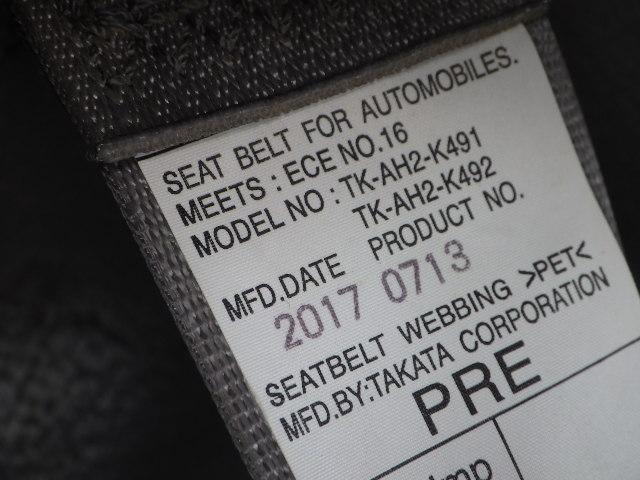 SEAT BELT FOR AUTOMOBILES.
MEETS : ECE NO.16
MODEL NO : TK-AH2-K491
TK-AH2-K492
MFD.DATE PRODUCT NO.
2017 0713
SEATBELT WEBBING >PET<
MFD.BY:TAKATA CORPORATION
PRE